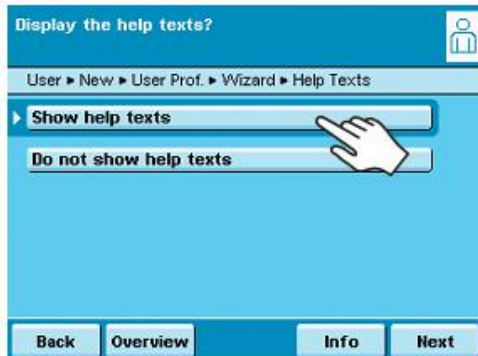 Display the help texts?
User ▸ New ▸ User Prof. ▸ Wizard ▸ Help Texts
Show help texts
Do not show help texts
Back Overview Info Next